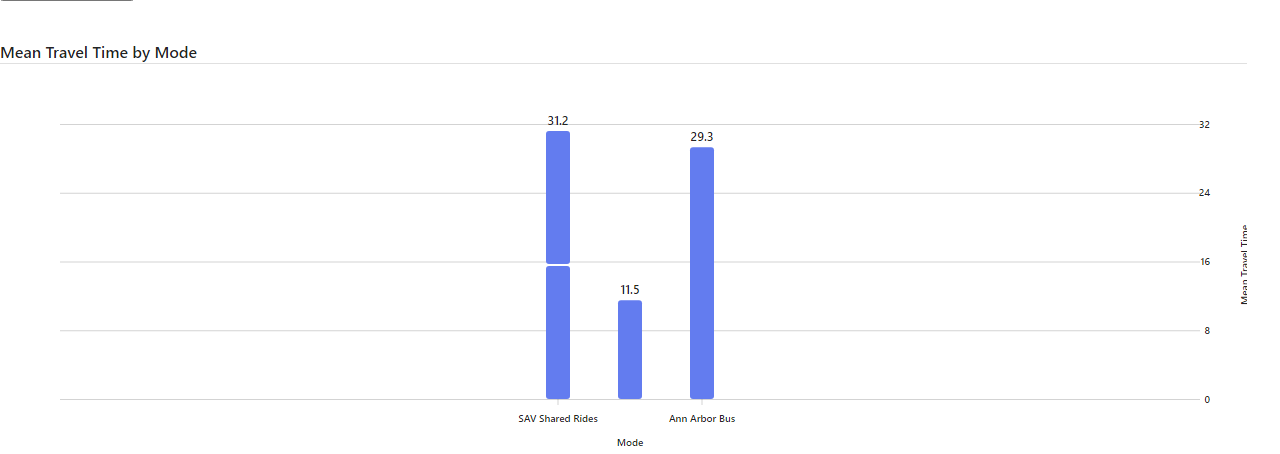 Mean Travel Time by Mode
31.2
29.3
11.5
32
24
16
8
0
Mean Travel Time
SAV Shared Rides
Ann Arbor Bus
Mode